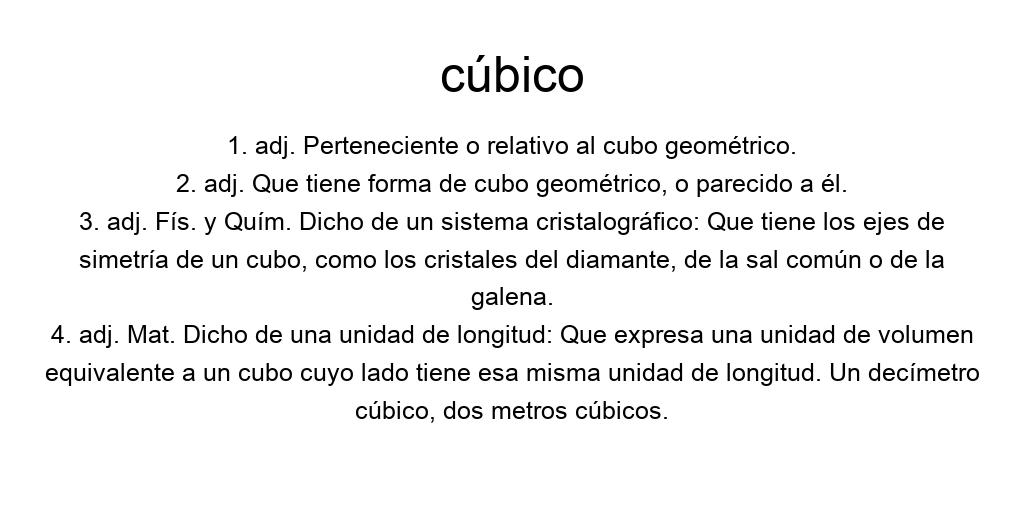 cúbico
1. adj. Perteneciente o relativo al cubo geométrico.
2. adj. Que tiene forma de cubo geométrico, o parecido a él.
3. adj. Fís. y Quím. Dicho de un sistema cristalográfico: Que tiene los ejes de
simetría de un cubo, como los cristales del diamante, de la sal común o de la
galena.
4. adj. Mat. Dicho de una unidad de longitud: Que expresa una unidad de volumen
equivalente a un cubo cuyo lado tiene esa misma unidad de longitud. Un decímetro
cúbico, dos metros cúbicos.